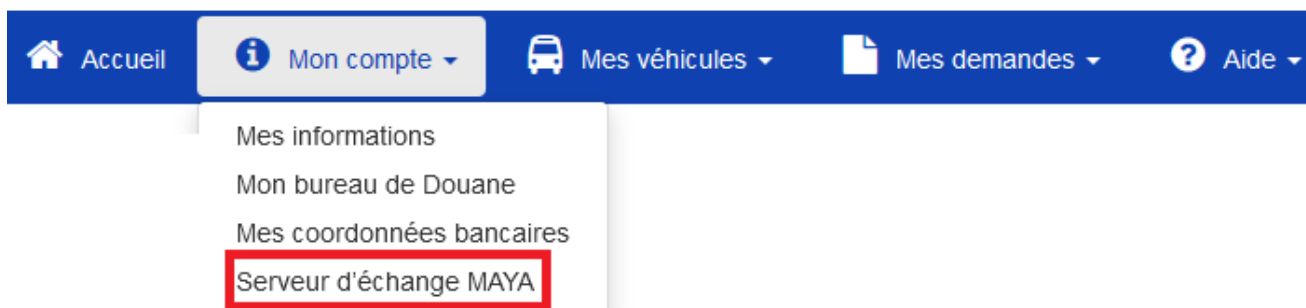 Accueil Mon compte Mes véhicules Mes demandes Aide
Mes informations
Mon bureau de Douane
Mes coordonnées bancaires
Serveur d'échange MAYA